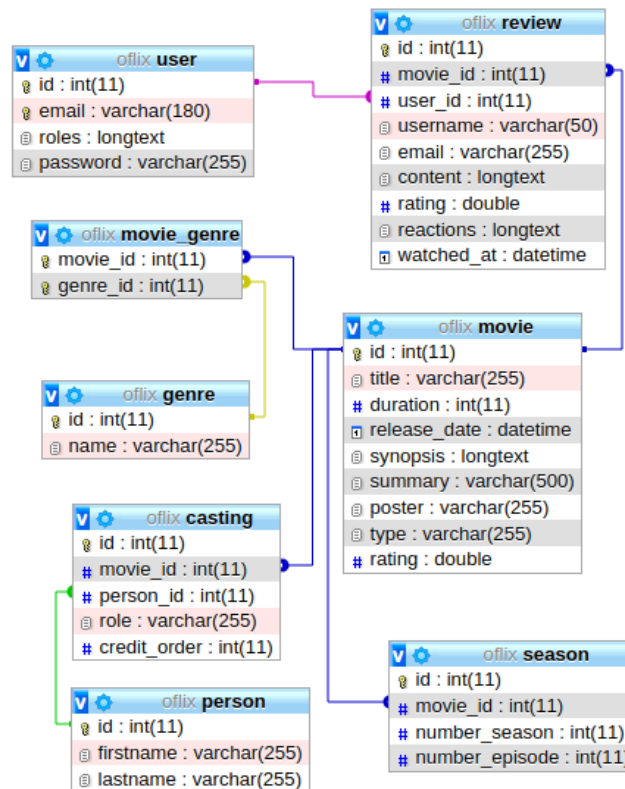 oflix user
id : int(11)
email : varchar(180)
roles : longtext
password : varchar(255)
oflix review
id : int(11)
movie_id : int(11)
user_id : int(11)
username : varchar(50)
email : varchar(255)
content : longtext
rating : double
reactions : longtext
watched_at : datetime
oflix movie_genre
movie_id : int(11)
genre_id : int(11)
oflix movie
id : int(11)
title : varchar(255)
duration : int(11)
release_date : datetime
synopsis : longtext
summary : varchar(500)
poster : varchar(255)
type : varchar(255)
rating : double
oflix genre
id : int(11)
name : varchar(255)
oflix casting
id : int(11)
movie_id : int(11)
person_id : int(11)
role : varchar(255)
credit_order : int(11)
oflix person
id : int(11)
firstname : varchar(255)
lastname : varchar(255)
oflix season
id : int(11)
movie_id : int(11)
number_season : int(11)
number_episode : int(11)